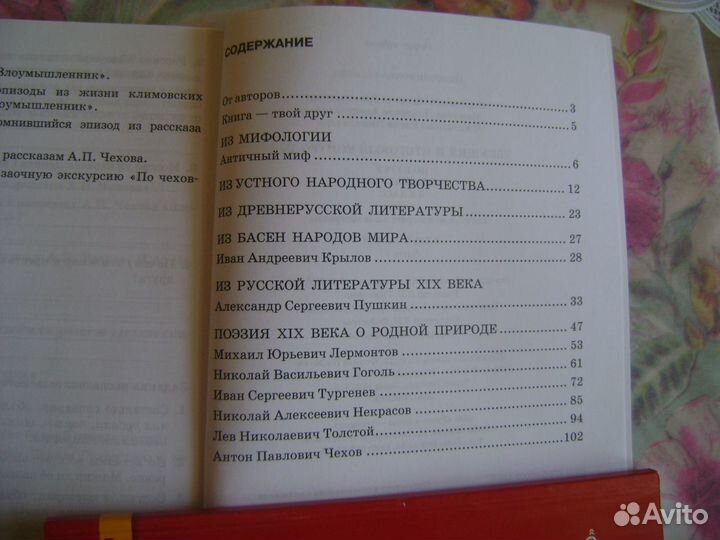 Злоумышленник».
эпизоды из жизни климовских
оумышленник».
омнившийся эпизод из рассказа
рассказам А.П. Чехова.
заочную экскурсию «По чехов-
СОДЕРЖАНИЕ
От авторов 3
Книга — твой друг 5
ИЗ МИФОЛОГИИ
Античный миф 6
ИЗ УСТНОГО НАРОДНОГО ТВОРЧЕСТВА 12
ИЗ ДРЕВНЕРУССКОЙ ЛИТЕРАТУРЫ 23
ИЗ БАСЕН НАРОДОВ МИРА 27
Иван Андреевич Крылов 28
ИЗ РУССКОЙ ЛИТЕРАТУРЫ XIX ВЕКА
Александр Сергеевич Пушкин 33
ПОЭЗИЯ XIX ВЕКА О РОДНОЙ ПРИРОДЕ 47
Михаил Юрьевич Лермонтов 53
Николай Васильевич Гоголь 61
Иван Сергеевич Тургенев 72
Николай Алексеевич Некрасов 85
Лев Николаевич Толстой 94
Антон Павлович Чехов 102
Avito